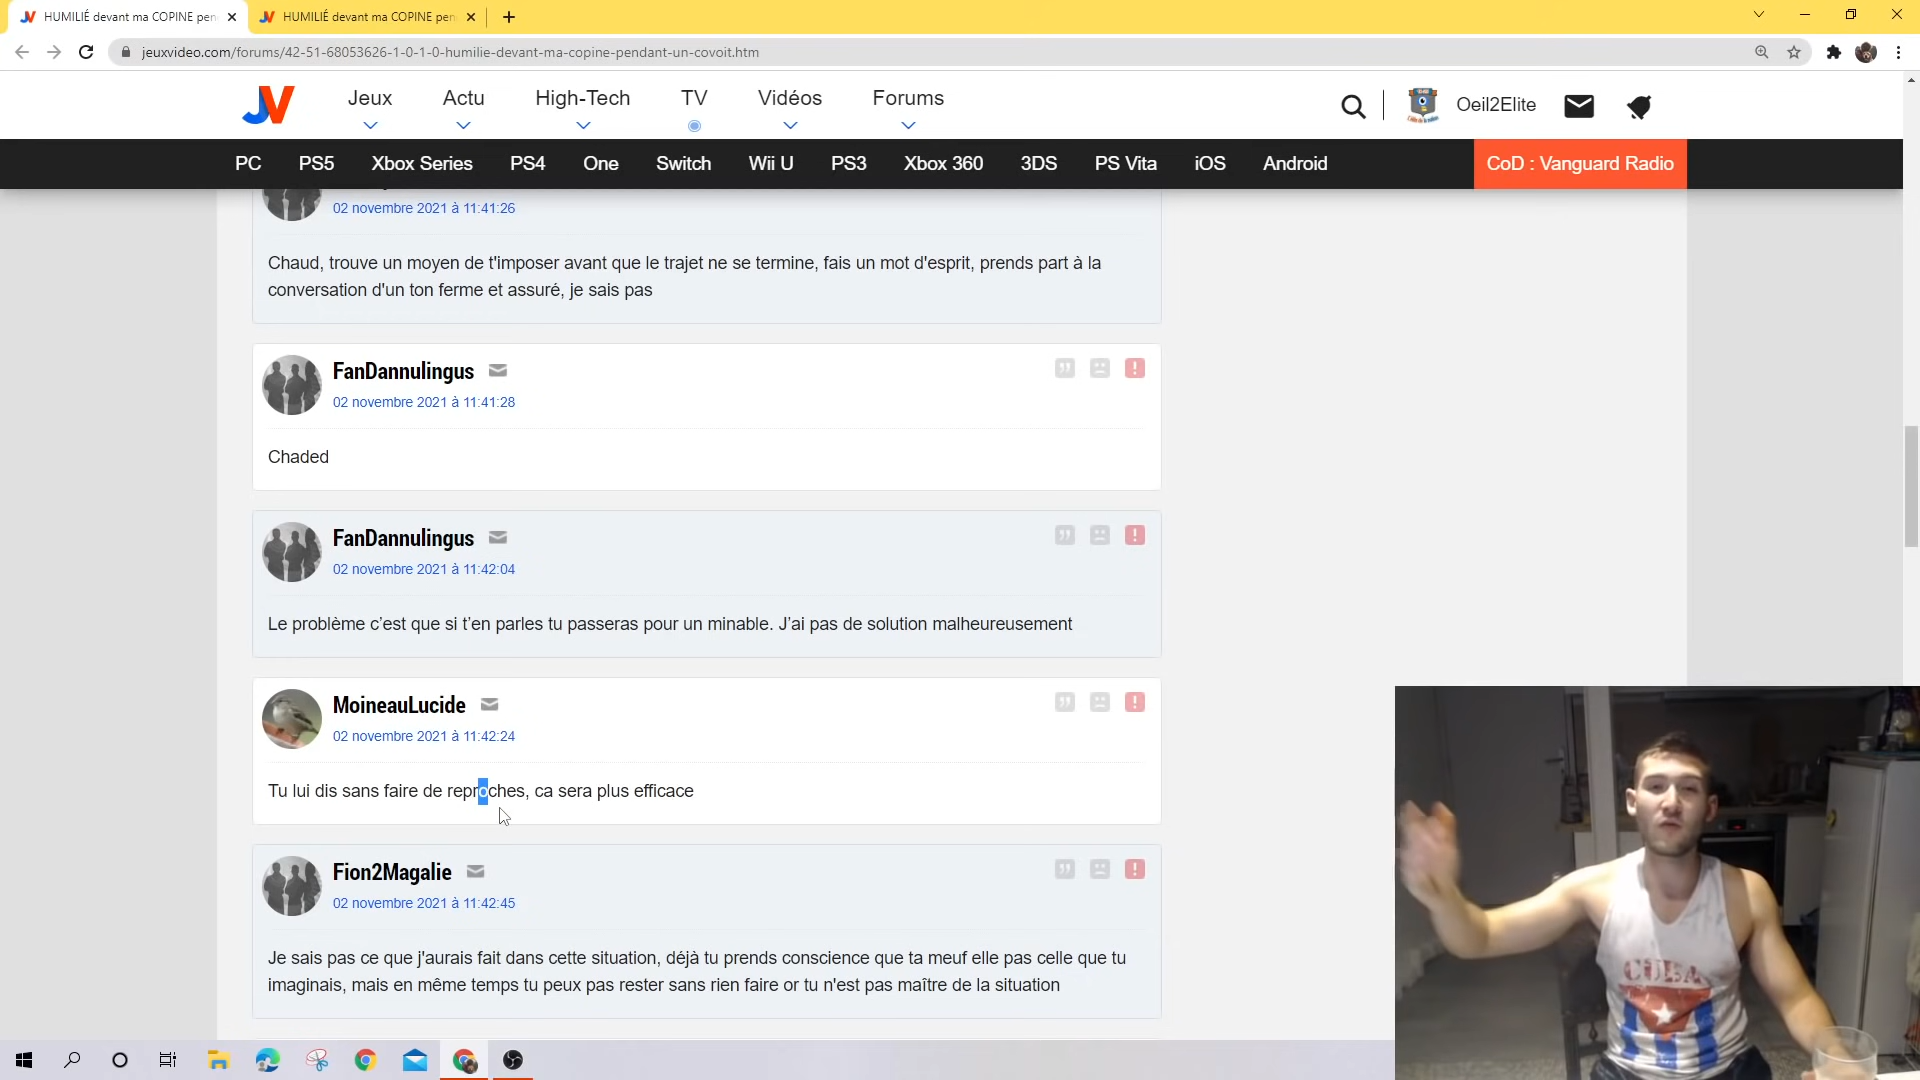 HUMILIÉ devant ma COPINE pen
HUMILIÉ devant ma COPINE pen
jeuxvideo.com/forums/42-51-68053626-1-0-1-0-humilie-devant-ma-copine-pendant-un-covoit.htm
JV
Jeux
Actu
High-Tech
TV
Vidéos
Forums
Oeil2Elite
PC
PS5
Xbox Series
PS4
One
Switch
Wii U
PS3
Xbox 360
3DS
PS Vita
iOS
Android
CoD : Vanguard Radio
02 novembre 2021 à 11:41:26
Chaud, trouve un moyen de t'imposer avant que le trajet ne se termine, fais un mot d'esprit, prends part à la
conversation d'un ton ferme et assuré, je sais pas
FanDannulingus
02 novembre 2021 à 11:41:28
Chaded
FanDannulingus
02 novembre 2021 à 11:42:04
Le problème c’est que si t’en parles tu passeras pour un minable. J’ai pas de solution malheureusement
MoineauLucide
02 novembre 2021 à 11:42:24
Tu lui dis sans faire de reproches, ca sera plus efficace
Fion2Magalie
02 novembre 2021 à 11:42:45
Je sais pas ce que j'aurais fait dans cette situation, déjà tu prends conscience que ta meuf elle pas celle que tu
imaginais, mais en même temps tu peux pas rester sans rien faire or tu n'est pas maître de la situation
CUBA